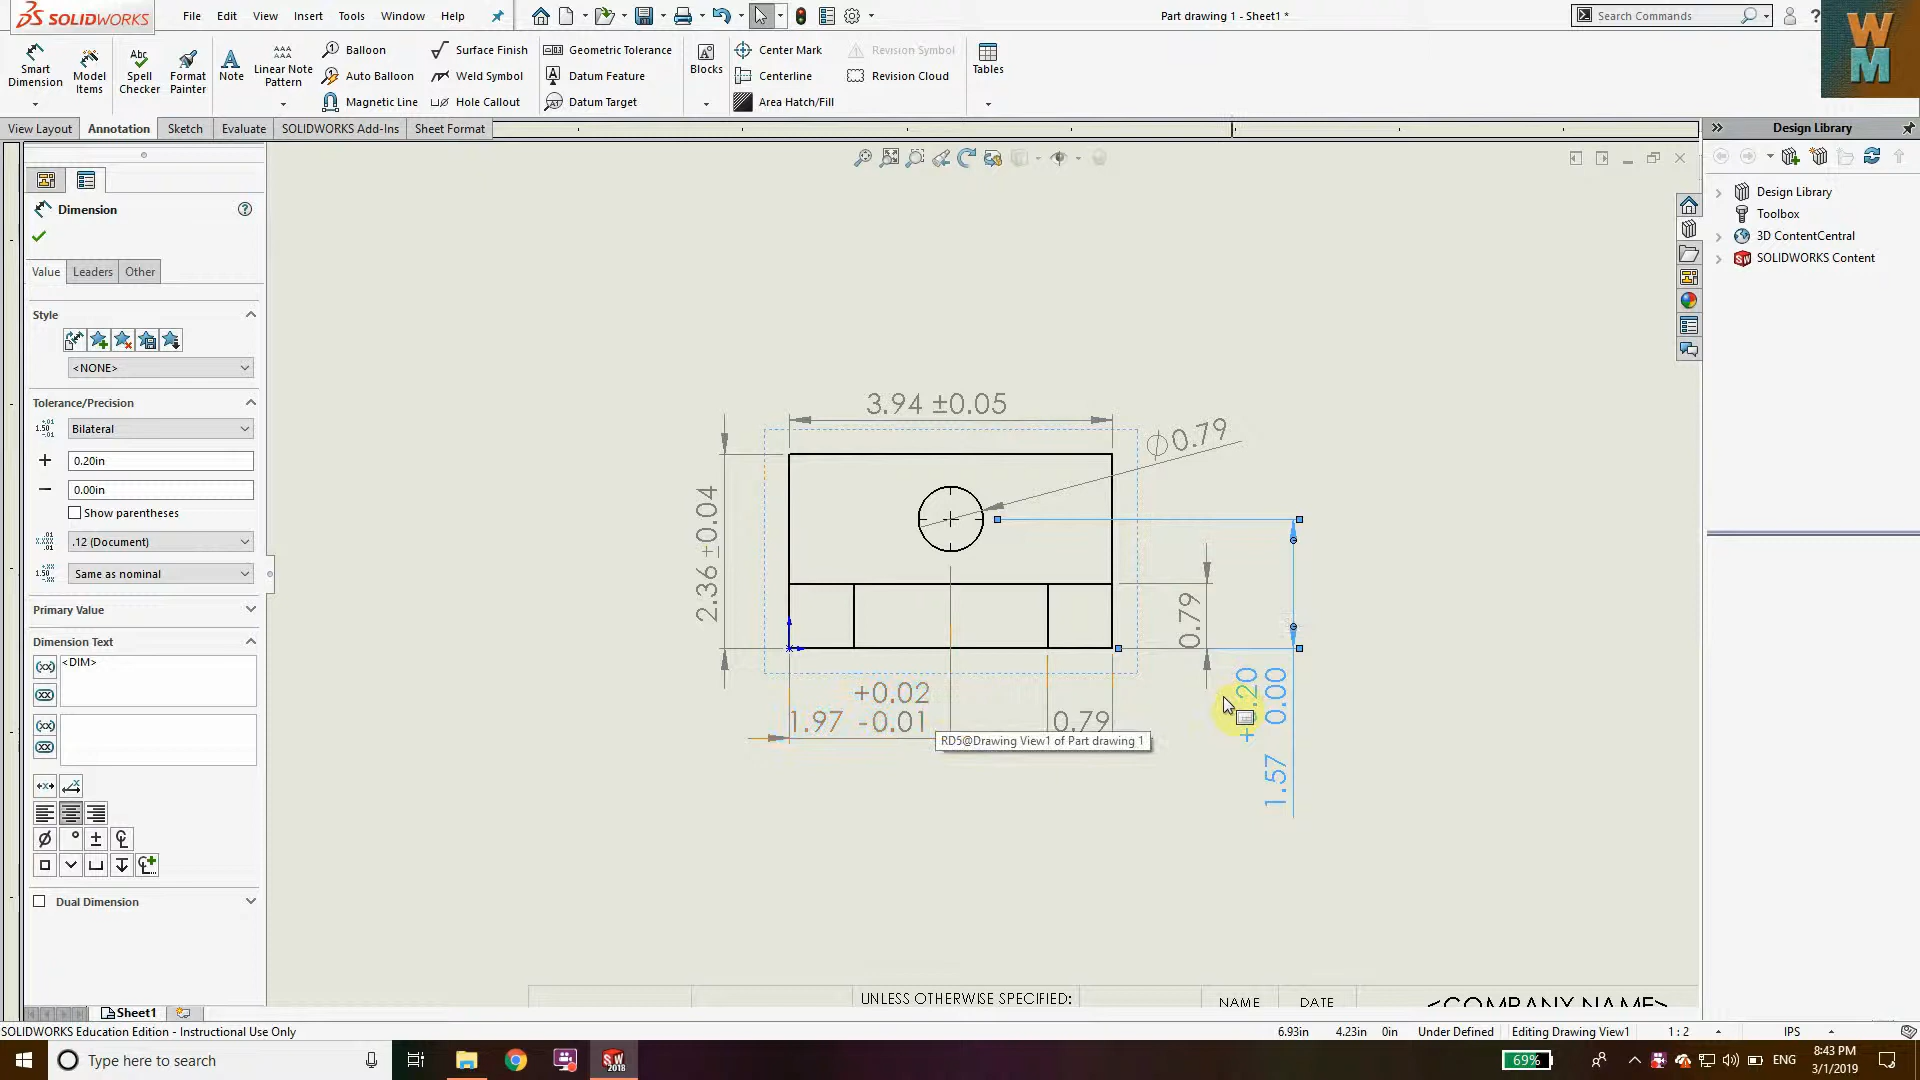 SOLIDWORKS
File Edit View Insert Tools Window Help
Part drawing 1 - Sheet1 *
Search Commands
?
W
M
Smart Dimension
Model Items
Spell Checker
Format Painter
Note
Linear Note Pattern
Balloon
Auto Balloon
Magnetic Line
Surface Finish
Weld Symbol
Hole Callout
Geometric Tolerance
Datum Feature
Datum Target
Blocks
Center Mark
Centerline
Area Hatch/Fill
Revision Symbol
Revision Cloud
Tables
View Layout Annotation Sketch Evaluate SOLIDWORKS Add-Ins Sheet Format
Design Library
Design Library
Toolbox
3D ContentCentral
SOLIDWORKS Content
Dimension
Value Leaders Other
Style
<NONE>
Tolerance/Precision
Bilateral
+ 0.20in
- 0.00in
Show parentheses
.12 (Document)
Same as nominal
Primary Value
Dimension Text
<DIM>
Dual Dimension
3.94 ±0.05
∅0.79
2.36 ±0.04
0.79
+0.02
1.97 -0.01
0.79
1.57 0.00
RD5@Drawing View1 of Part drawing 1
UNLESS OTHERWISE SPECIFIED:
NAME DATE
<COMPANY NAME>
Sheet1
SOLIDWORKS Education Edition - Instructional Use Only
6.93in 4.23in 0in Under Defined Editing Drawing View1 1 : 2 IPS
Type here to search
SW 2018
69%
ENG
8:43 PM
3/1/2019